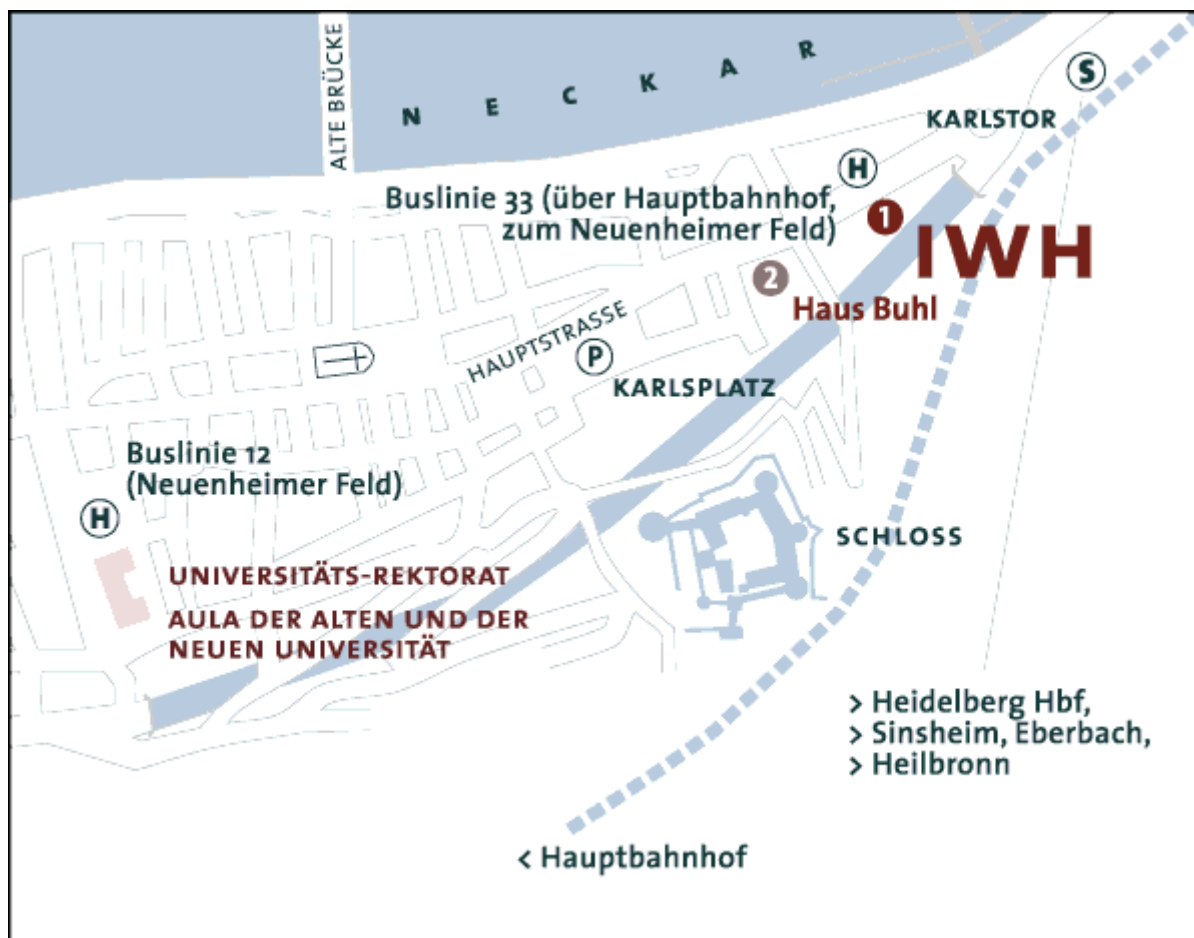 NECKAR
ALTE BRÜCKE
S
KARLSTOR
H
Buslinie 33 (über Hauptbahnhof,
zum Neuenheimer Feld)
1
IWH
2
Haus Buhl
HAUPTSTRASSE
P
KARLSPLATZ
Buslinie 12
(Neuenheimer Feld)
H
SCHLOSS
UNIVERSITÄTS-REKTORAT
AULA DER ALTEN UND DER
NEUEN UNIVERSITÄT
> Heidelberg Hbf,
> Sinsheim, Eberbach,
> Heilbronn
< Hauptbahnhof